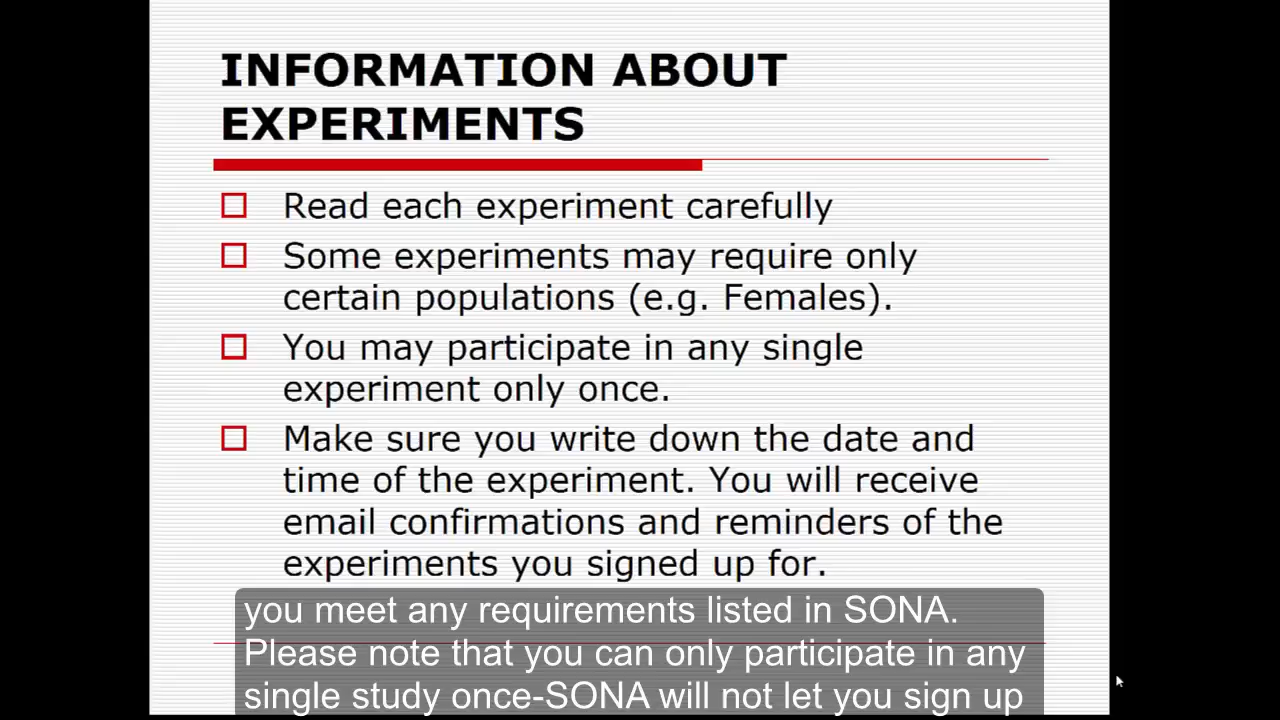 INFORMATION ABOUT
EXPERIMENTS
Read each experiment carefully
Some experiments may require only
certain populations (e.g. Females).
You may participate in any single
experiment only once.
Make sure you write down the date and
time of the experiment. You will receive
email confirmations and reminders of the
experiments you signed up for.
you meet any requirements listed in SONA.
Please note that you can only participate in any
single study once-SONA will not let you sign up